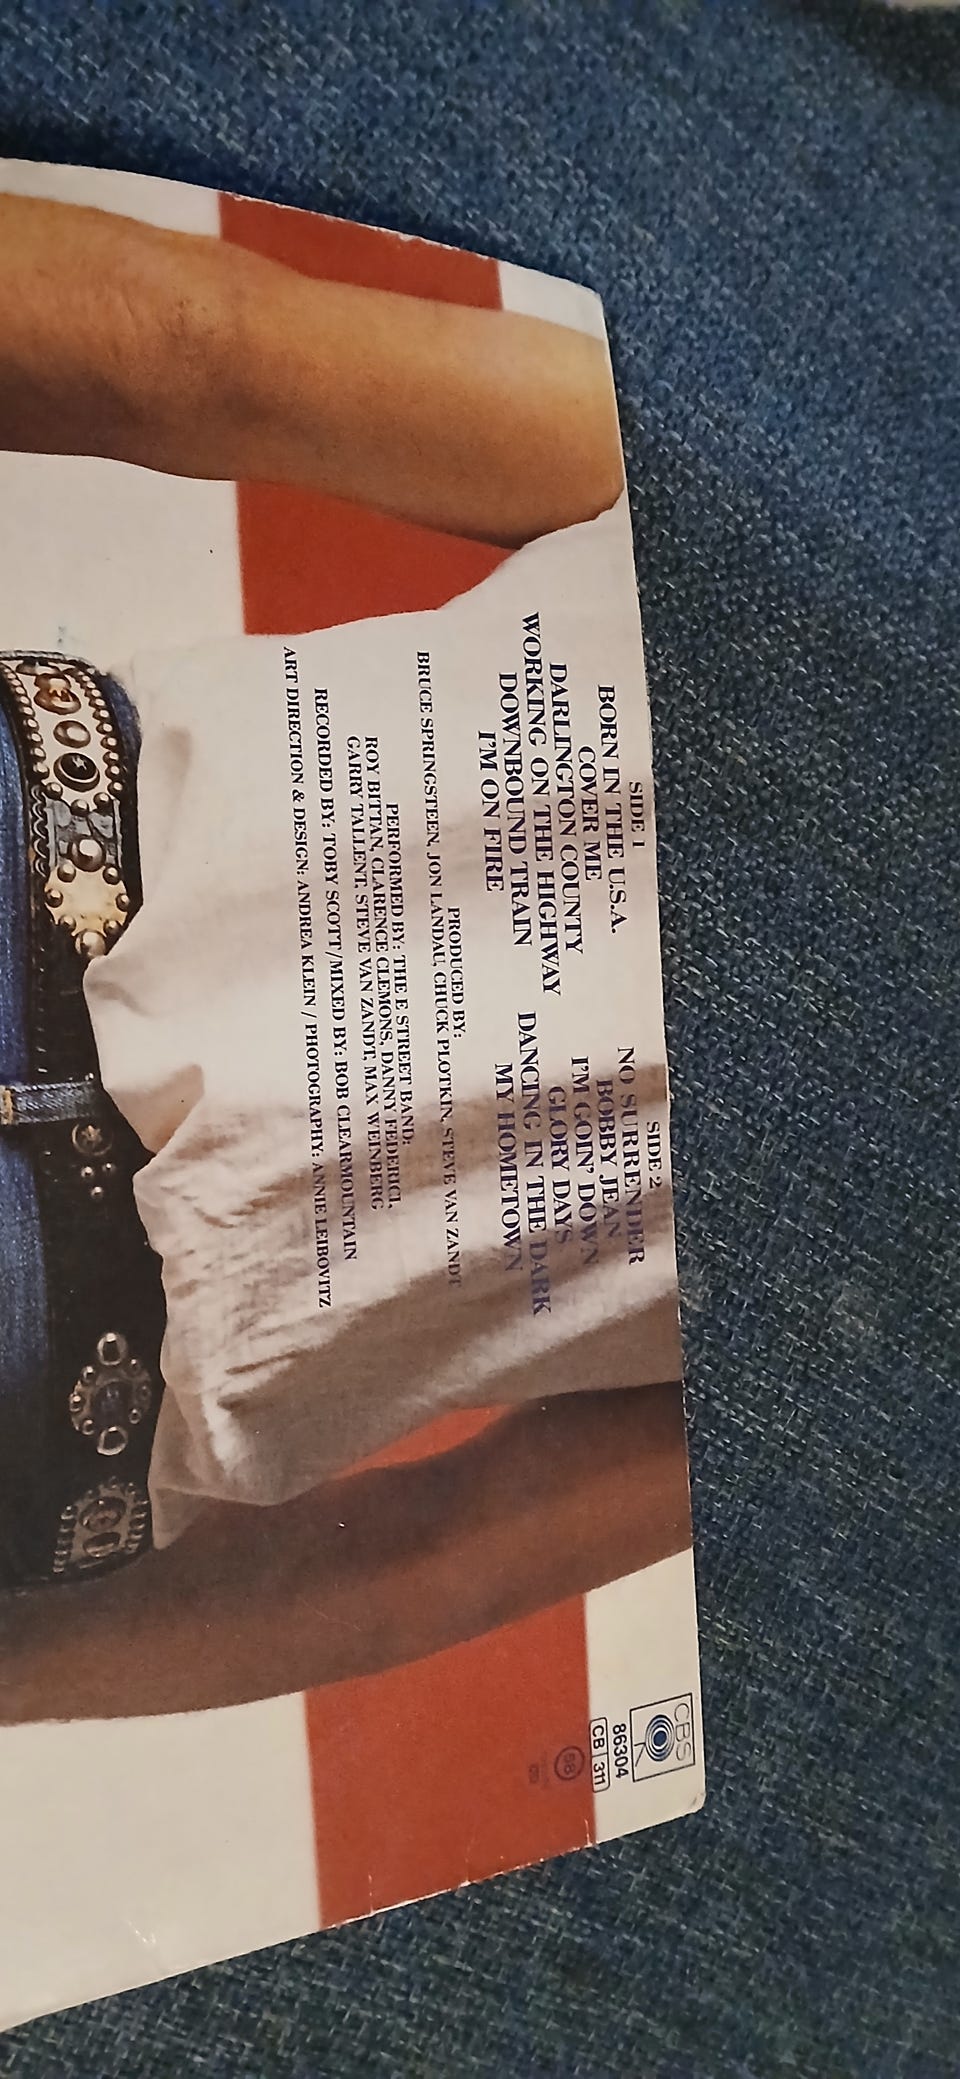 SIDE 1
BORN IN THE U.S.A.
COVER ME
DARLINGTON COUNTY
WORKING ON THE HIGHWAY
DOWNBOUND TRAIN
I'M ON FIRE
SIDE 2
NO SURRENDER
BOBBY JEAN
I'M GOIN' DOWN
GLORY DAYS
DANCING IN THE DARK
MY HOMETOWN
PRODUCED BY:
BRUCE SPRINGSTEEN, JON LANDAU, CHUCK PLOTKIN, STEVE VAN ZANDT
PERFORMED BY: THE E STREET BAND:
ROY BITTAN, CLARENCE CLEMONS, DANNY FEDERICI,
GARRY TALLENT, STEVE VAN ZANDT, MAX WEINBERG
RECORDED BY: TOBY SCOTT/MIXED BY: BOB CLEARMOUNTAIN
ART DIRECTION & DESIGN: ANDREA KLEIN / PHOTOGRAPHY: ANNIE LEIBOVITZ
CBS
86304
CB 311
58